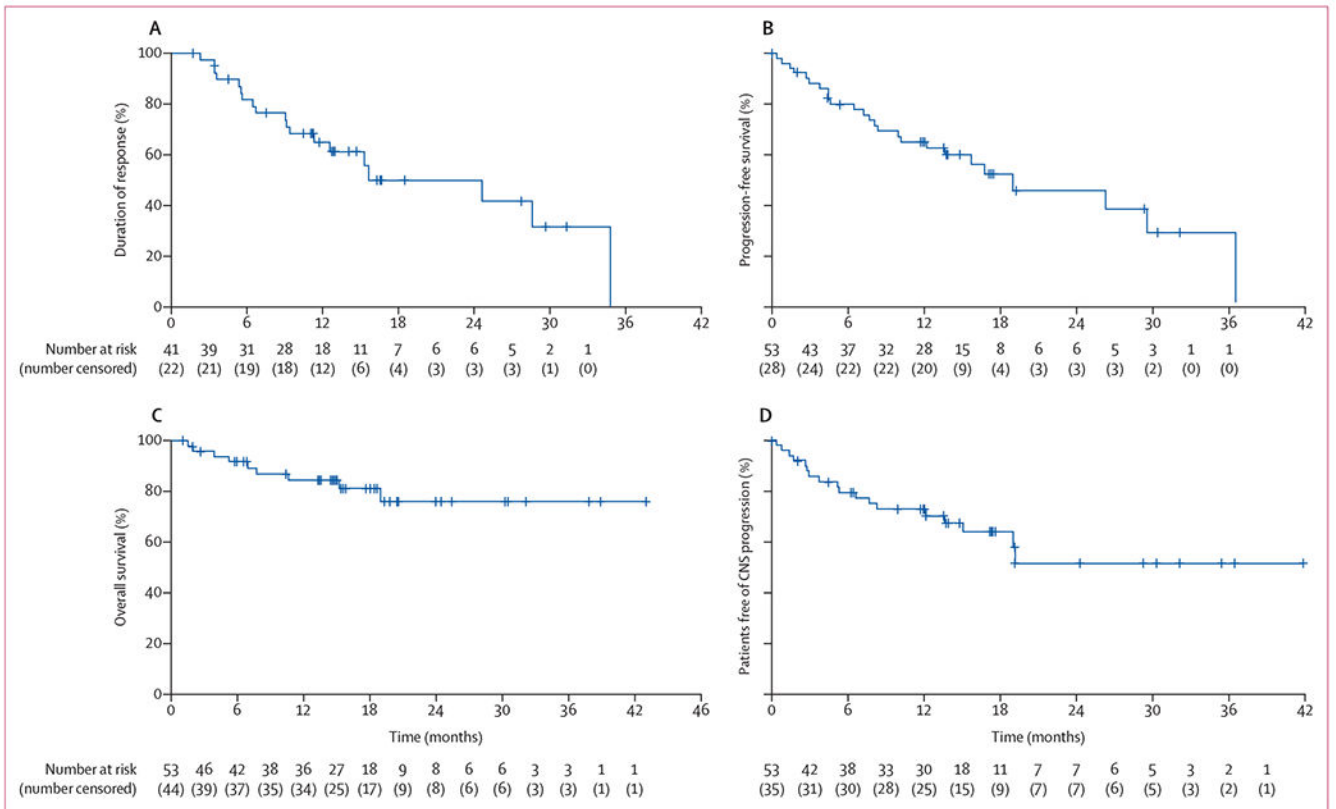 A
Duration of response (%)
100
80
60
40
20
0
0 6 12 18 24 30 36 42
Number at risk 41 39 31 28 18 11 7 6 6 5 2 1
(number censored) (22) (21) (19) (18) (12) (6) (4) (3) (3) (3) (1) (0)
B
Progression-free survival (%)
0 6 12 18 24 30 36 42
53 43 37 32 28 15 8 6 6 5 3 1 1
(28) (24) (22) (22) (20) (9) (4) (3) (3) (3) (2) (0) (0)
C
Overall survival (%)
100
80
60
40
20
0
0 6 12 18 24 30 36 42 46
Time (months)
Number at risk 53 46 42 38 36 27 18 9 8 6 6 3 3 1 1
(number censored) (44) (39) (37) (35) (34) (25) (17) (9) (8) (6) (6) (3) (3) (1) (1)
D
Patients free of CNS progression (%)
0 6 12 18 24 30 36 42
Time (months)
53 42 38 33 30 18 11 7 7 6 5 3 2 1
(35) (31) (30) (28) (25) (15) (9) (7) (7) (6) (5) (3) (2) (1)